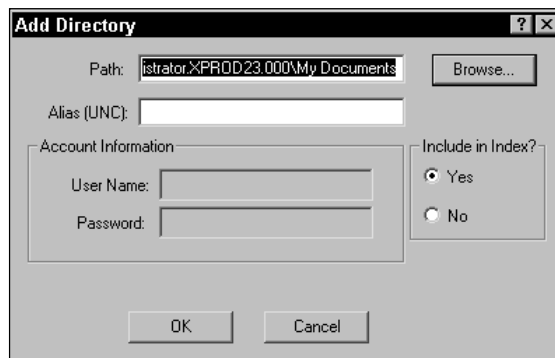 Add Directory
Path: istrator.XPROD23.000\My Documents Browse...
Alias (UNC):
Account Information
User Name:
Password:
Include in Index?
Yes
No
OK Cancel